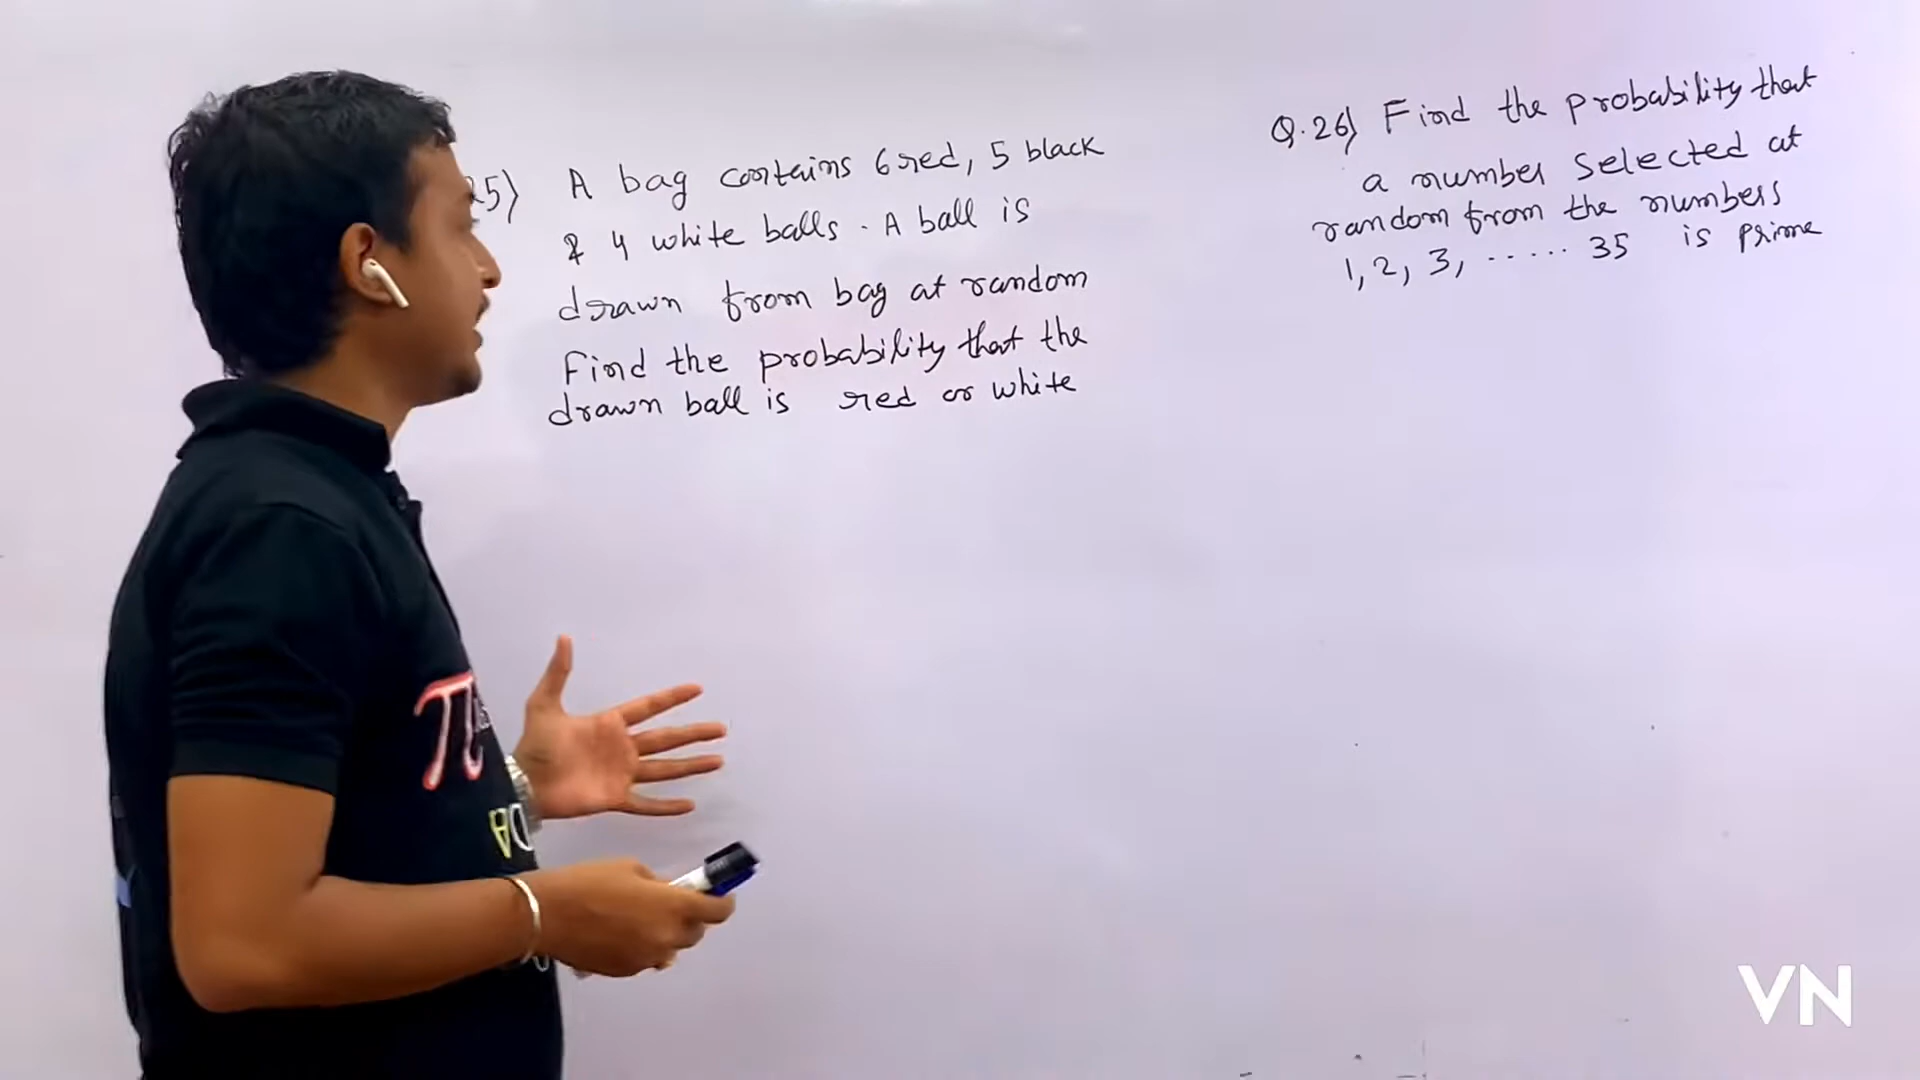 25) A bag contains 6 red, 5 black
& 4 white balls. A ball is
drawn from bag at random
Find the probability that the
drawn ball is red or white
Q.26) Find the probability that
a number selected at
random from the numbers
1, 2, 3, ..... 35 is prime
π
VN